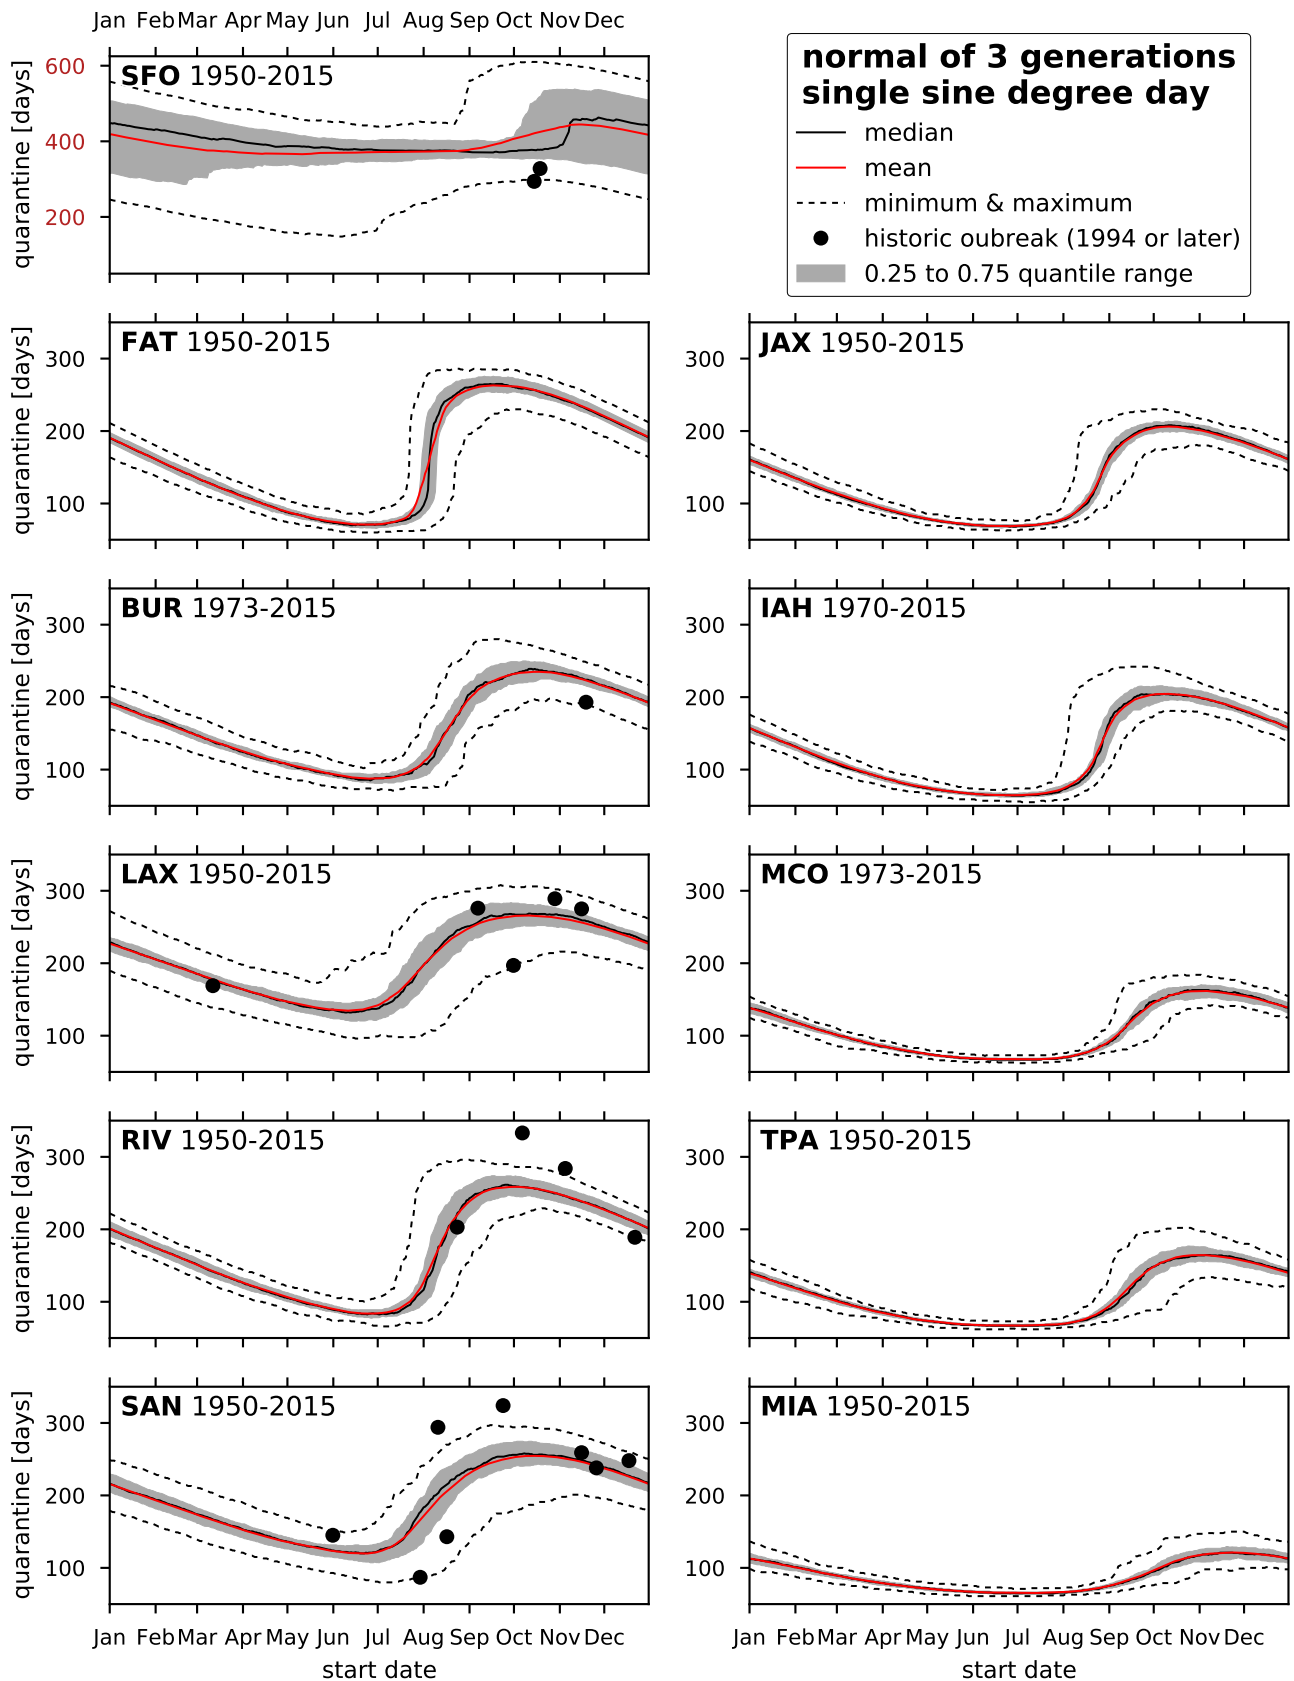 Jan Feb Mar Apr May Jun Jul Aug Sep Oct Nov Dec
normal of 3 generations
single sine degree day
median
mean
minimum & maximum
historic oubreak (1994 or later)
0.25 to 0.75 quantile range
SFO 1950-2015
quarantine [days]
600
400
200
FAT 1950-2015
quarantine [days]
300
200
100
JAX 1950-2015
300
200
100
BUR 1973-2015
quarantine [days]
300
200
100
IAH 1970-2015
300
200
100
LAX 1950-2015
quarantine [days]
300
200
100
MCO 1973-2015
300
200
100
RIV 1950-2015
quarantine [days]
300
200
100
TPA 1950-2015
300
200
100
SAN 1950-2015
quarantine [days]
300
200
100
MIA 1950-2015
300
200
100
Jan Feb Mar Apr May Jun Jul Aug Sep Oct Nov Dec
start date
Jan Feb Mar Apr May Jun Jul Aug Sep Oct Nov Dec
start date